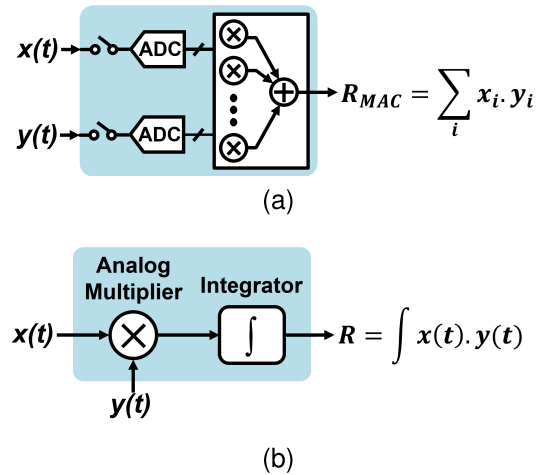 x(t)
ADC
y(t)
ADC
R_MAC = ∑_i x_i. y_i
(a)
Analog
Multiplier
Integrator
x(t)
∫
R = ∫ x(t). y(t)
y(t)
(b)